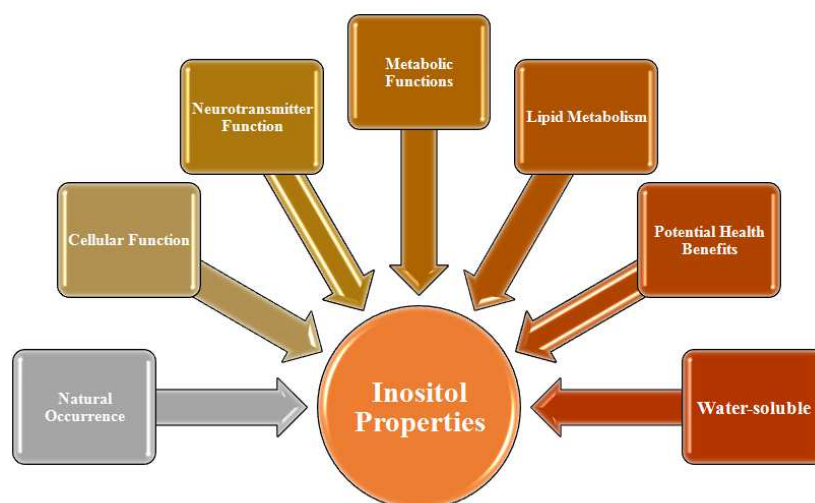 Metabolic
Functions
Neurotransmitter
Function
Lipid Metabolism
Cellular Function
Potential Health
Benefits
Natural
Occurrence
Inositol
Properties
Water-soluble